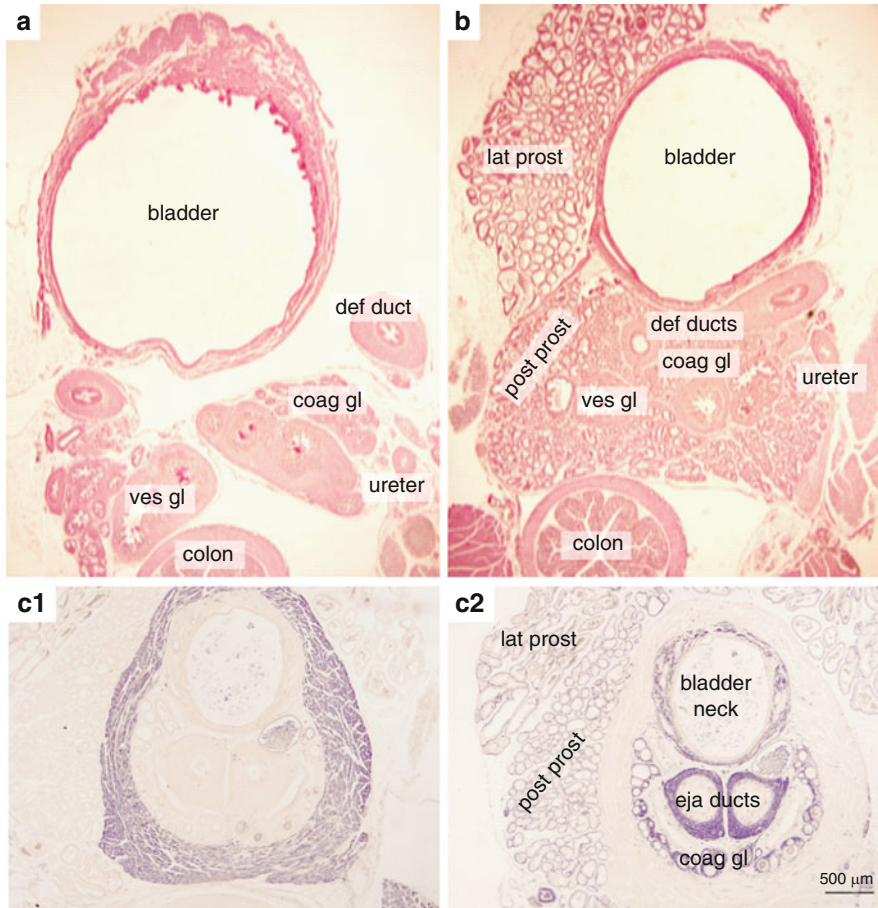 a
bladder
def duct
coag gl
ves gl
ureter
colon
b
lat prost
bladder
post prost
def ducts
coag gl
ureter
ves gl
colon
c1
c2
lat prost
bladder
neck
post prost
eja ducts
coag gl
500 μm